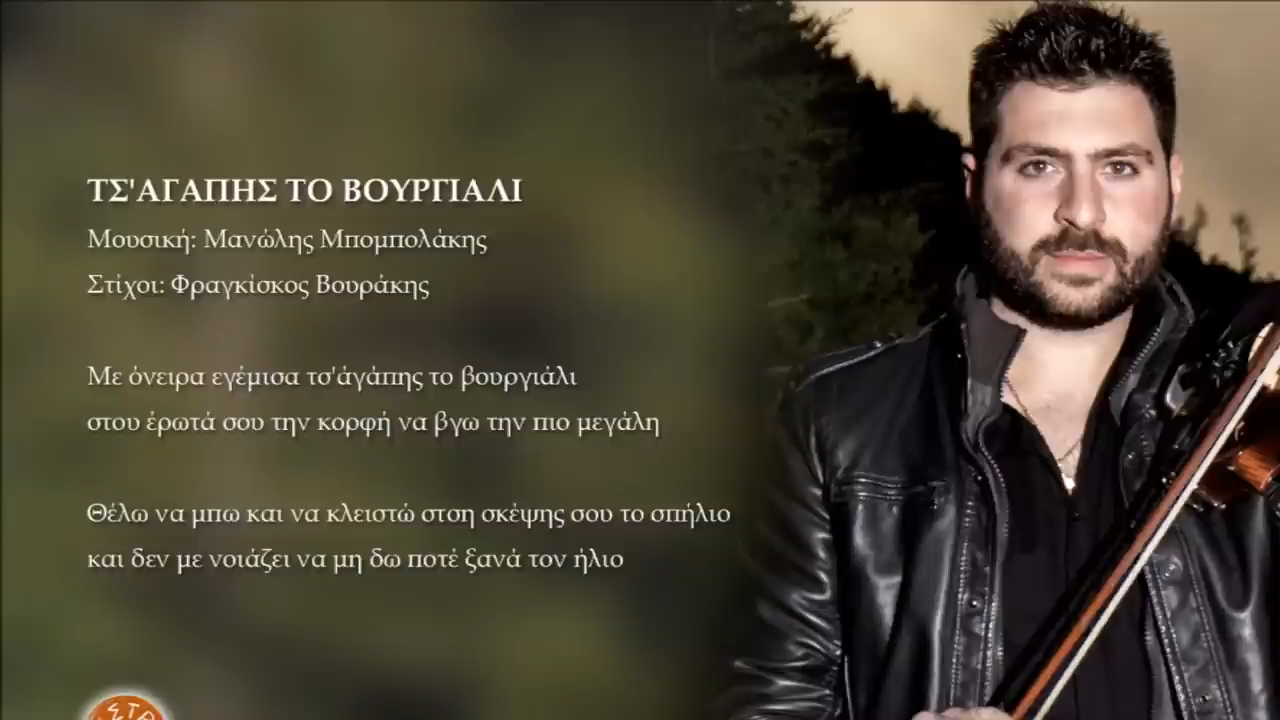 ΤΣ'ΑΓΑΠΗΣ ΤΟ ΒΟΥΡΓΙΑΛΙ
Μουσική: Μανώλης Μπομπολάκης
Στίχοι: Φραγκίσκος Βουράκης
Με όνειρα εγέμισα τσ'άγάπης το βουργιάλι
στου έρωτά σου την κορφή να βγω την πιο μεγάλη
Θέλω να μπω και να κλειστώ στση σκέψης σου το σπήλιο
και δεν με νοιάζει να μη δω ποτέ ξανά τον ήλιο